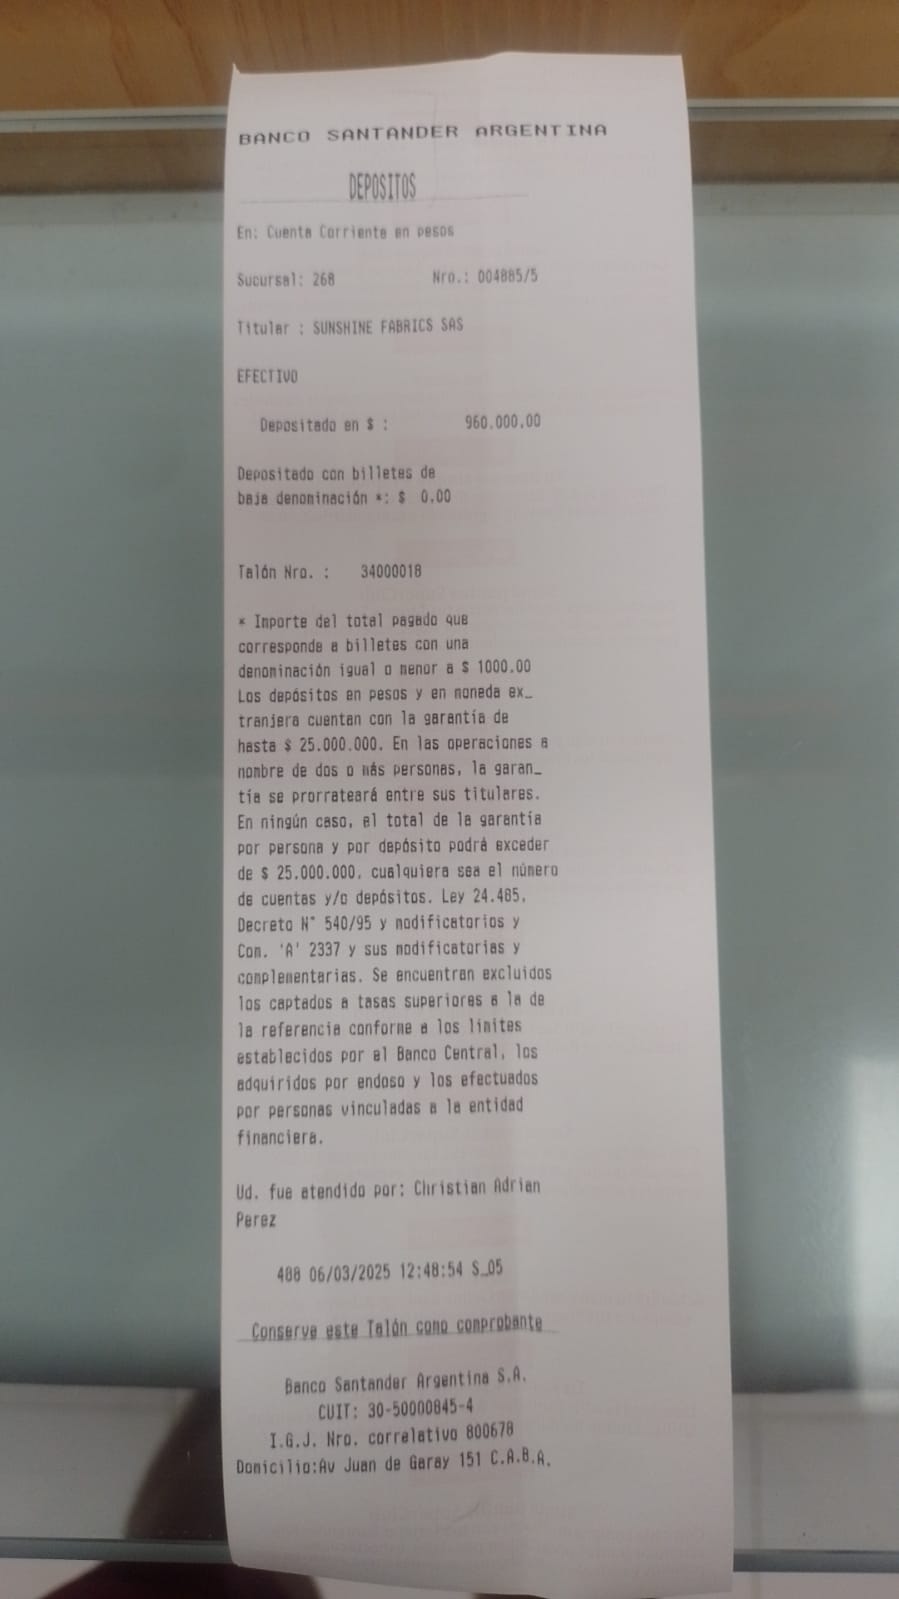 BANCO SANTANDER ARGENTINA
DEPOSITOS
En: Cuenta Corriente en pesos
Sucursal: 268 Nro.: 004885/5
Titular : SUNSHINE FABRICS SAS
EFECTIVO
Depositado en $ : 960.000,00
Depositado con billetes de
baja denominación *: $ 0.00
Talón Nro. : 34000018
* Importe del total pagado que
corresponde a billetes con una
denominación igual o menor a $ 1000.00
Los depósitos en pesos y en moneda ex_
tranjera cuentan con la garantía de
hasta $ 25.000.000. En las operaciones a
nombre de dos o más personas, la garan_
tía se prorrateará entre sus titulares.
En ningún caso, el total de la garantía
por persona y por depósito podrá exceder
de $ 25.000.000, cualquiera sea el número
de cuentas y/o depósitos. Ley 24.485,
Decreto N° 540/95 y modificatorios y
Com. 'A' 2337 y sus modificatorias y
complementarias. Se encuentran excluidos
los captados a tasas superiores a la de
la referencia conforme a los límites
establecidos por el Banco Central, los
adquiridos por endoso y los efectuados
por personas vinculadas a la entidad
financiera.
Ud. fue atendido por: Christian Adrian
Perez
488 06/03/2025 12:48:54 S_05
Conserve este Talón como comprobante
Banco Santander Argentina S.A.
CUIT: 30-50000845-4
I.G.J. Nro. correlativo 800678
Domicilio:Av Juan de Garay 151 C.A.B.A.